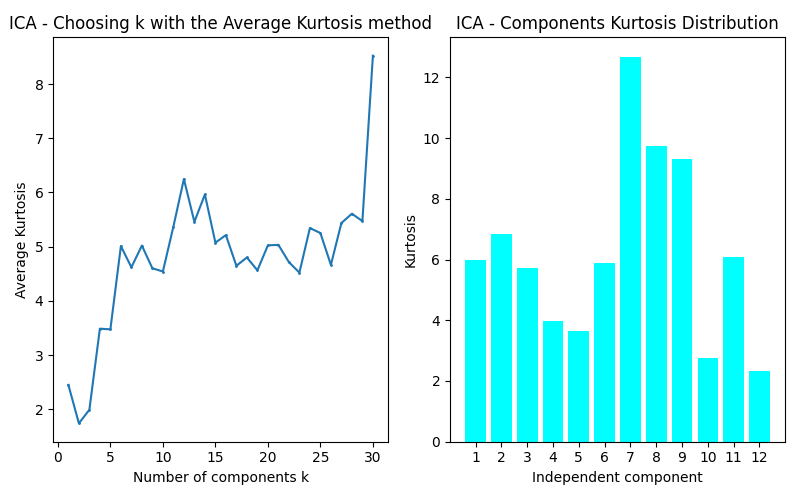 ICA - Choosing k with the Average Kurtosis method
8
7
6
5
4
3
2
Average Kurtosis
0 5 10 15 20 25 30
Number of components k
ICA - Components Kurtosis Distribution
12
10
8
6
4
2
0
Kurtosis
1 2 3 4 5 6 7 8 9 10 11 12
Independent component